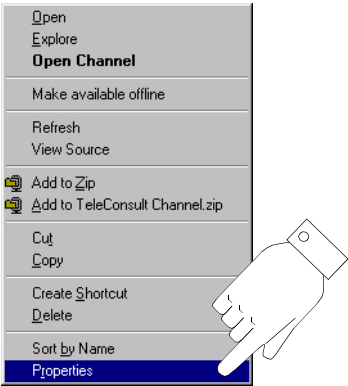 Open
Explore
Open Channel
Make available offline
Refresh
View Source
Add to Zip
Add to TeleConsult Channel.zip
Cut
Copy
Create Shortcut
Delete
Sort by Name
Properties